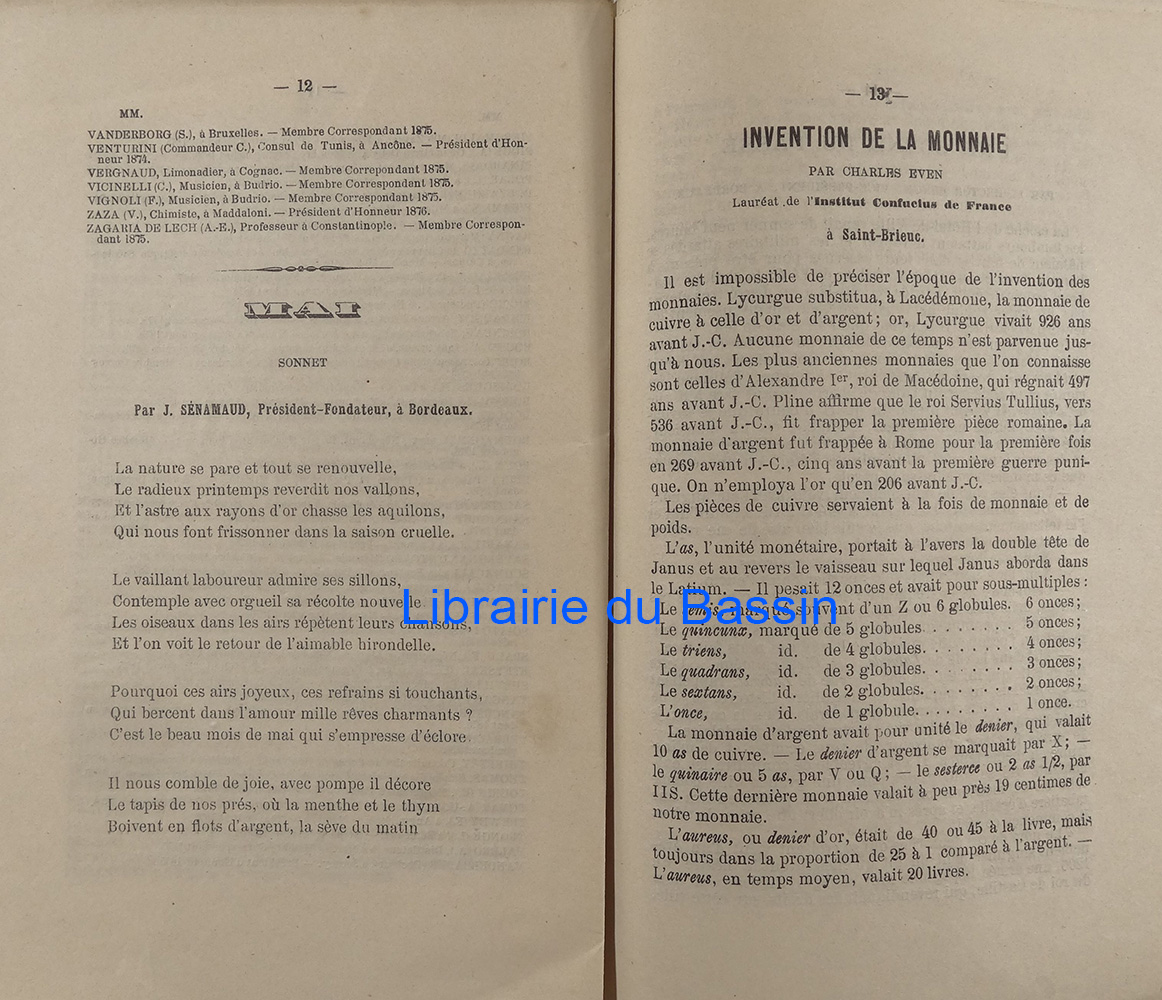 — 12 —
MM.
VANDERBORG (S.), à Bruxelles. — Membre Correspondant 1875.
VENTURINI (Commandeur C.), Consul de Tunis, à Ancône. — Président d'Hon-
neur 1874.
VERGNAUD, Limonadier, à Cognac. — Membre Correpondant 1875.
VICINELLI (C.), Musicien, à Budrio. — Membre Correspondant 1875.
VIGNOLI (F.), Musicien, à Budrio. — Membre Correspondant 1875.
ZAZA (V.), Chimiste, à Maddaloni. — Président d'Honneur 1876.
ZAGARIA DE LECH (A.-E.), Professeur à Constantinople. — Membre Correspon-
dant 1875.
MAI
SONNET
Par J. SÉNAMAUD, Président-Fondateur, à Bordeaux.
La nature se pare et tout se renouvelle,
Le radieux printemps reverdit nos vallons,
Et l'astre aux rayons d'or chasse les aquilons,
Qui nous font frissonner dans la saison cruelle.
Le vaillant laboureur admire ses sillons,
Contemple avec orgueil sa récolte nouvelle
Les oiseaux dans les airs répètent leurs chansons,
Et l'on voit le retour de l'aimable hirondelle.
Pourquoi ces airs joyeux, ces refrains si touchants,
Qui bercent dans l'amour mille rêves charmants ?
C'est le beau mois de mai qui s'empresse d'éclore.
Il nous comble de joie, avec pompe il décore
Le tapis de nos prés, où la menthe et le thym
Boivent en flots d'argent, la sève du matin
— 13 —
INVENTION DE LA MONNAIE
PAR CHARLES EVEN
Lauréat de l'Institut Confucius de France
à Saint-Brieuc.
Il est impossible de préciser l'époque de l'invention des
monnaies. Lycurgue substitua, à Lacédémone, la monnaie de
cuivre à celle d'or et d'argent ; or, Lycurgue vivait 926 ans
avant J.-C. Aucune monnaie de ce temps n'est parvenue jus-
qu'à nous. Les plus anciennes monnaies que l'on connaisse
sont celles d'Alexandre Ier, roi de Macédoine, qui régnait 497
ans avant J.-C. Pline affirme que le roi Servius Tullius, vers
536 avant J.-C., fit frapper la première pièce romaine. La
monnaie d'argent fut frappée à Rome pour la première fois
en 269 avant J.-C., cinq ans avant la première guerre puni-
que. On n'employa l'or qu'en 206 avant J.-C.
Les pièces de cuivre servaient à la fois de monnaie et de
poids.
L'as, l'unité monétaire, portait à l'avers la double tête de
Janus et au revers le vaisseau sur lequel Janus aborda dans
le Latium. — Il pesait 12 onces et avait pour sous-multiples :
Le semis, marqué souvent d'un Z ou 6 globules. 6 onces ;
Le quincunx, marqué de 5 globules. . . . . . . . 5 onces ;
Le triens, id. de 4 globules. . . . . . . . 4 onces ;
Le quadrans, id. de 3 globules. . . . . . . . 3 onces ;
Le sextans, id. de 2 globules. . . . . . . . 2 onces ;
L'once, id. de 1 globule. . . . . . . . . 1 once.
La monnaie d'argent avait pour unité le denier, qui valait
10 as de cuivre. — Le denier d'argent se marquait par X ; —
le quinaire ou 5 as, par V ou Q ; — le sesterce ou 2 as 1/2, par
IIS. Cette dernière monnaie valait à peu près 19 centimes de
notre monnaie.
L'aureus, ou denier d'or, était de 40 ou 45 à la livre, mais
toujours dans la proportion de 25 à 1 comparé à l'argent. —
L'aureus, en temps moyen, valait 20 livres.
Librairie du Bassin